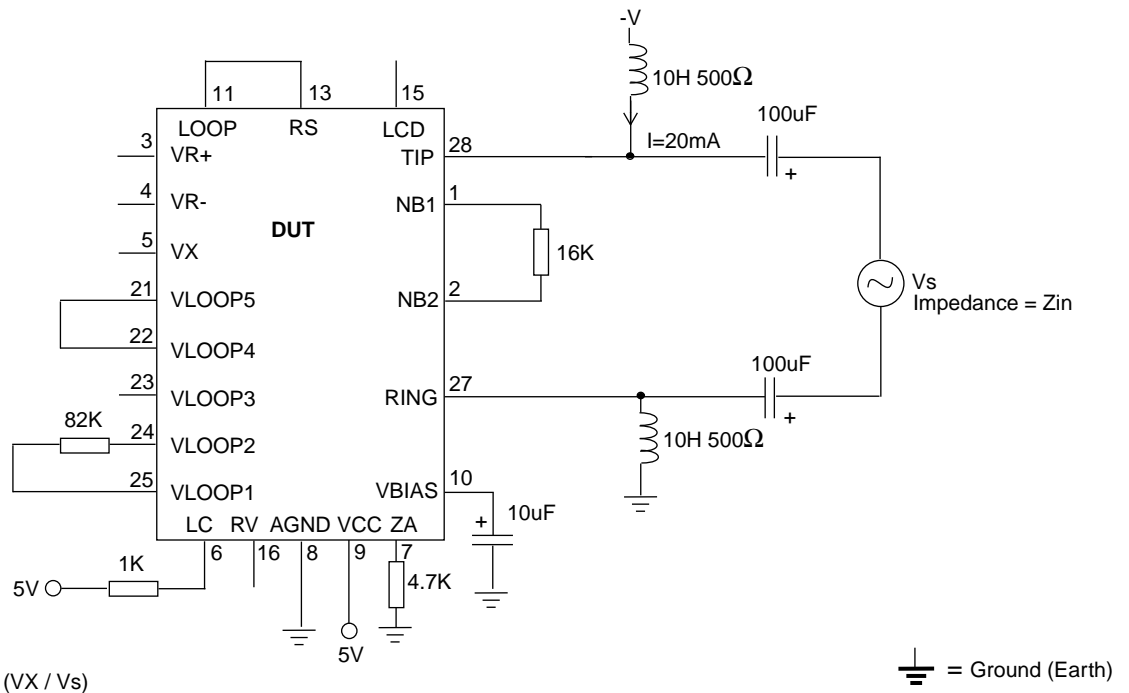 -V
10H 500Ω
11
13
15
100uF
LOOP
RS
LCD
I=20mA
3
VR+
TIP
28
+
4
VR-
NB1
1
DUT
5
VX
16K
Vs
Impedance = Zin
21
VLOOP5
NB2
2
22
VLOOP4
100uF
23
VLOOP3
RING
27
+
82K
24
VLOOP2
10H 500Ω
25
VLOOP1
VBIAS
10
+
10uF
LC
RV
AGND
VCC
ZA
6
16
8
9
7
1K
5V
4.7K
5V
(VX / Vs)
= Ground (Earth)